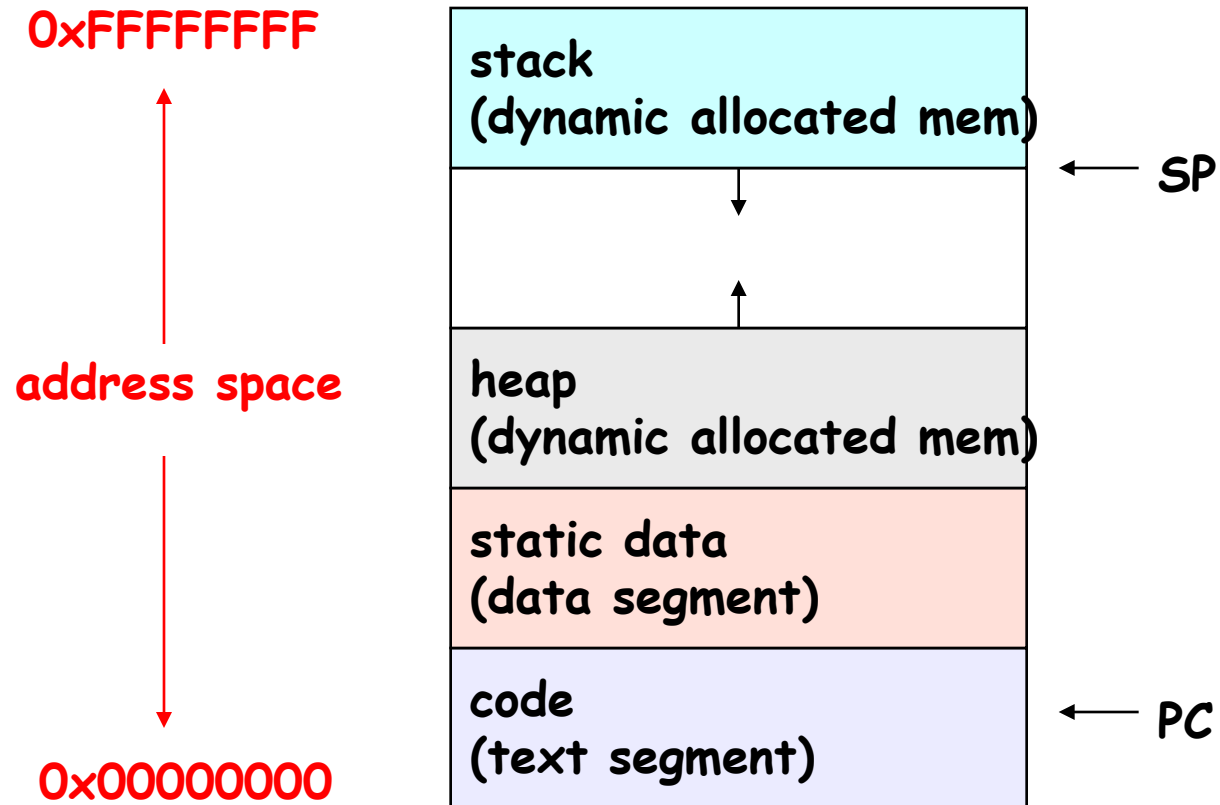 0xFFFFFFFF
stack
(dynamic allocated mem)
SP
address space
heap
(dynamic allocated mem)
static data
(data segment)
code
(text segment)
PC
0x00000000